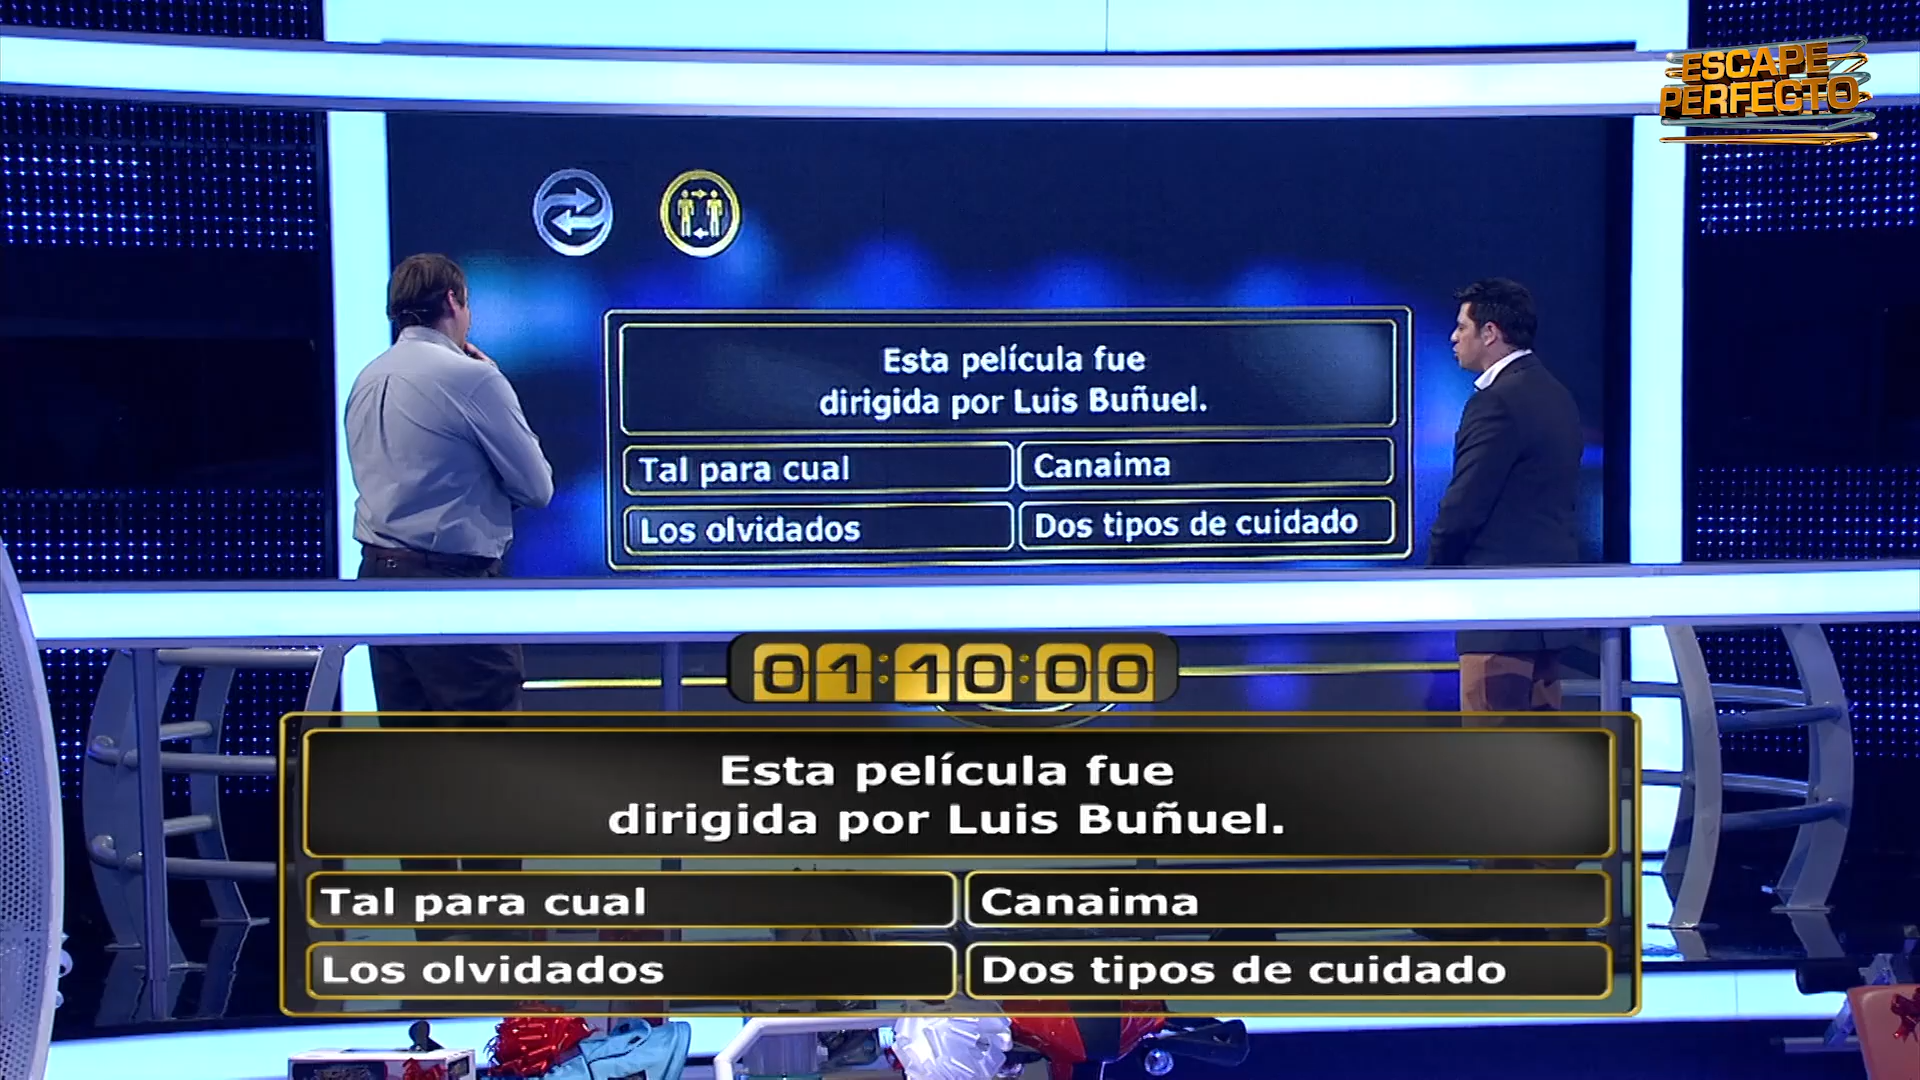 ESCAPE
PERFECTO
Esta película fue
dirigida por Luis Buñuel.
Tal para cual
Canaima
Los olvidados
Dos tipos de cuidado
01:10:00
Esta película fue
dirigida por Luis Buñuel.
Tal para cual
Canaima
Los olvidados
Dos tipos de cuidado